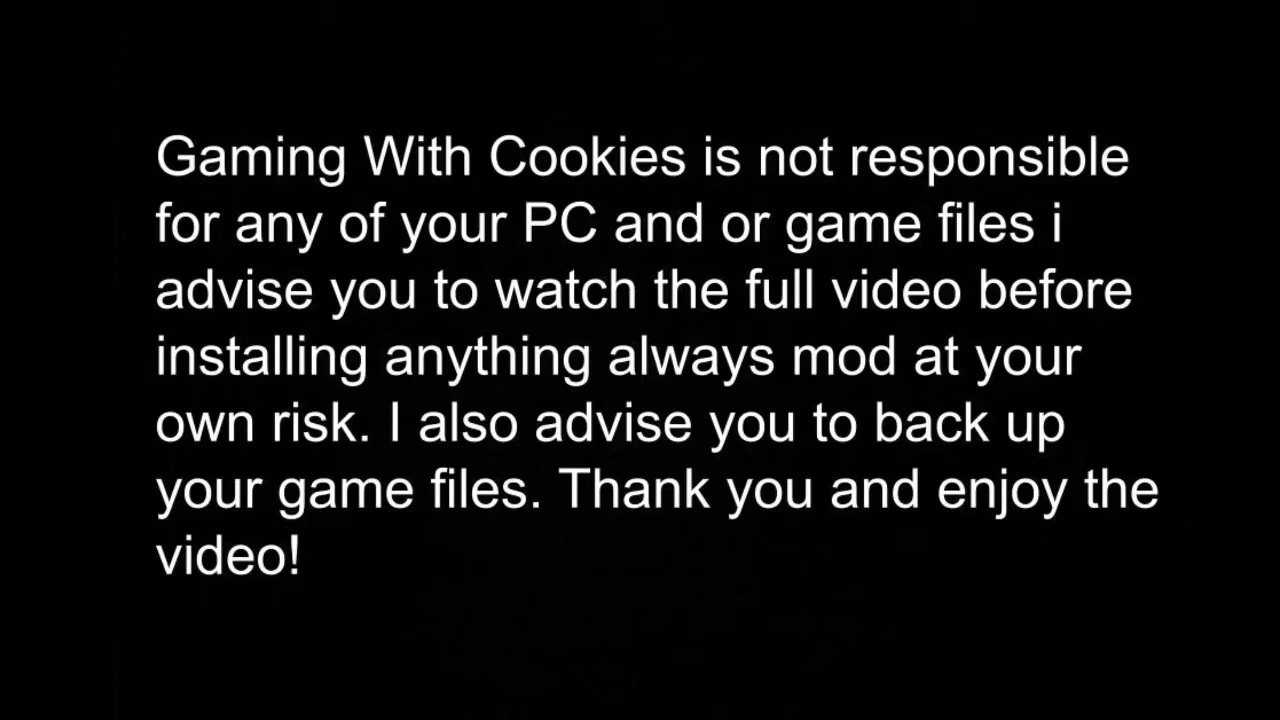 Gaming With Cookies is not responsible
for any of your PC and or game files i
advise you to watch the full video before
installing anything always mod at your
own risk. I also advise you to back up
your game files. Thank you and enjoy the
video!